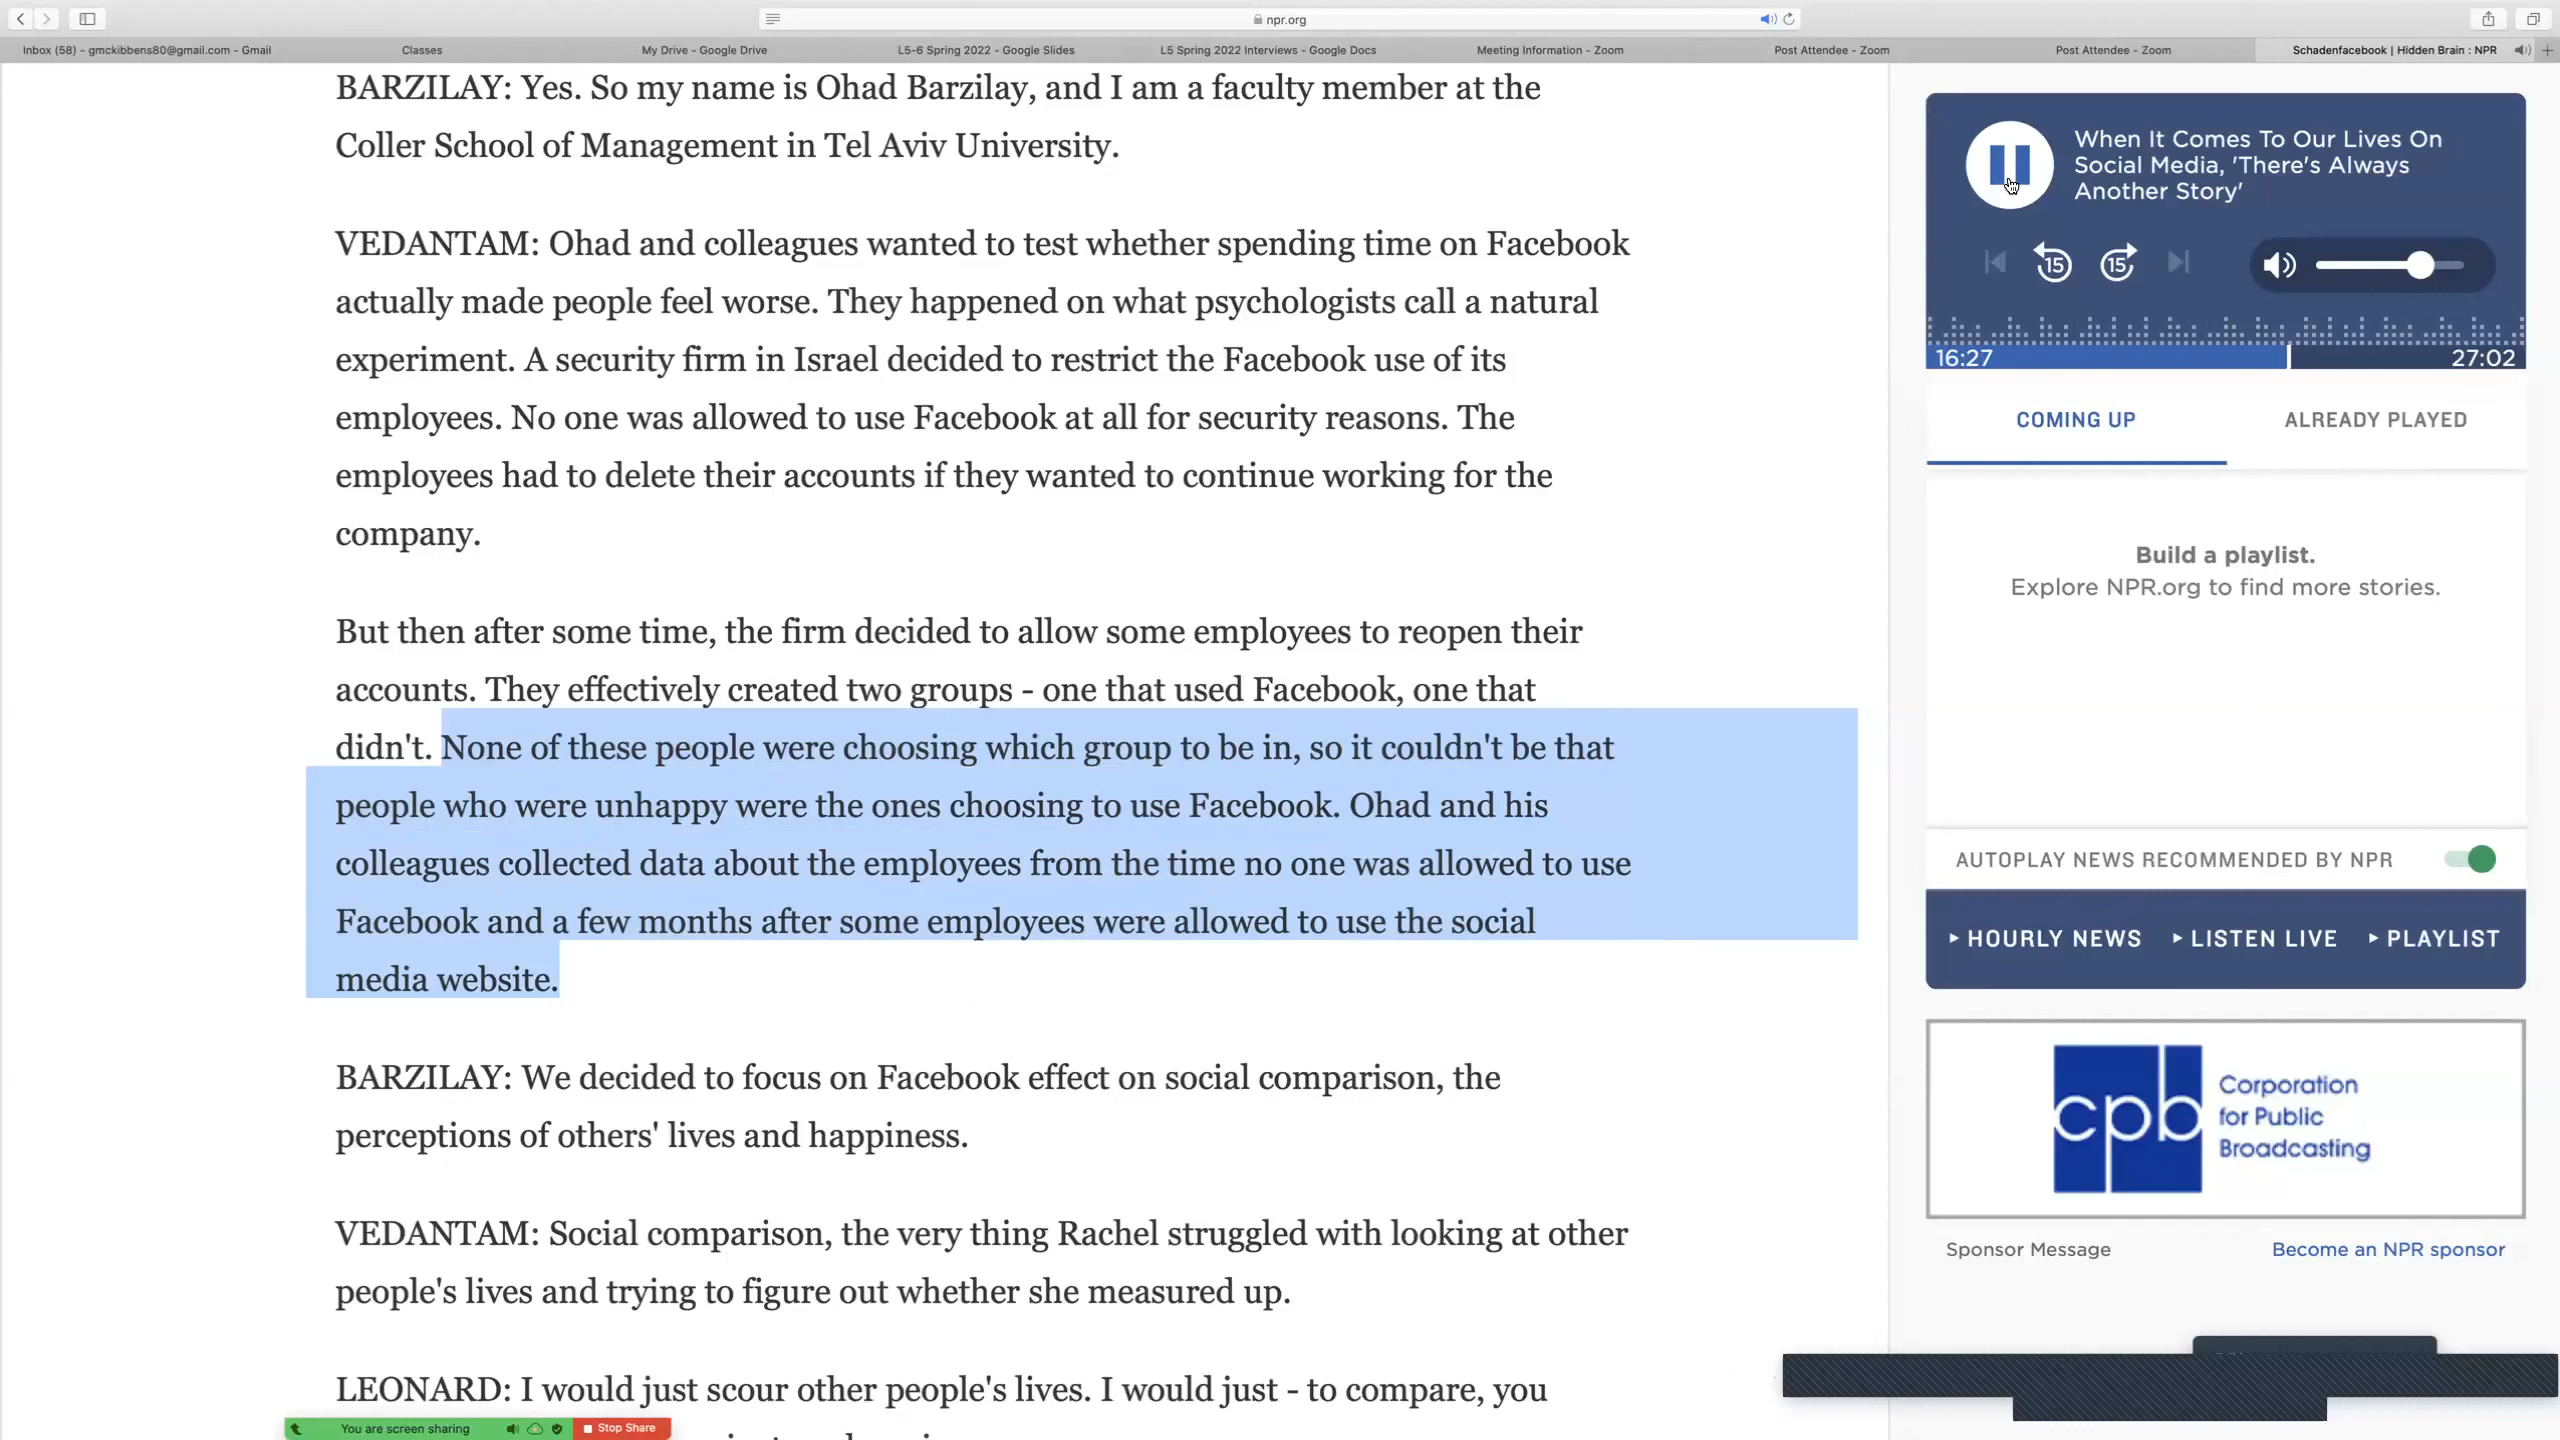 npr.org
Inbox (58) - gmckibbens80@gmail.com - Gmail
Classes
My Drive - Google Drive
L5-6 Spring 2022 - Google Slides
L5 Spring 2022 Interviews - Google Docs
Meeting Information - Zoom
Post Attendee - Zoom
Post Attendee - Zoom
Schadenfacebook | Hidden Brain : NPR
BARZILAY: Yes. So my name is Ohad Barzilay, and I am a faculty member at the
Coller School of Management in Tel Aviv University.
VEDANTAM: Ohad and colleagues wanted to test whether spending time on Facebook
actually made people feel worse. They happened on what psychologists call a natural
experiment. A security firm in Israel decided to restrict the Facebook use of its
employees. No one was allowed to use Facebook at all for security reasons. The
employees had to delete their accounts if they wanted to continue working for the
company.
But then after some time, the firm decided to allow some employees to reopen their
accounts. They effectively created two groups - one that used Facebook, one that
didn't. None of these people were choosing which group to be in, so it couldn't be that
people who were unhappy were the ones choosing to use Facebook. Ohad and his
colleagues collected data about the employees from the time no one was allowed to use
Facebook and a few months after some employees were allowed to use the social
media website.
BARZILAY: We decided to focus on Facebook effect on social comparison, the
perceptions of others' lives and happiness.
VEDANTAM: Social comparison, the very thing Rachel struggled with looking at other
people's lives and trying to figure out whether she measured up.
LEONARD: I would just scour other people's lives. I would just - to compare, you
When It Comes To Our Lives On
Social Media, 'There's Always
Another Story'
15
15
16:27
27:02
COMING UP
ALREADY PLAYED
Build a playlist.
Explore NPR.org to find more stories.
AUTOPLAY NEWS RECOMMENDED BY NPR
HOURLY NEWS
LISTEN LIVE
PLAYLIST
cpb
Corporation
for Public
Broadcasting
Sponsor Message
Become an NPR sponsor
You are screen sharing
Stop Share